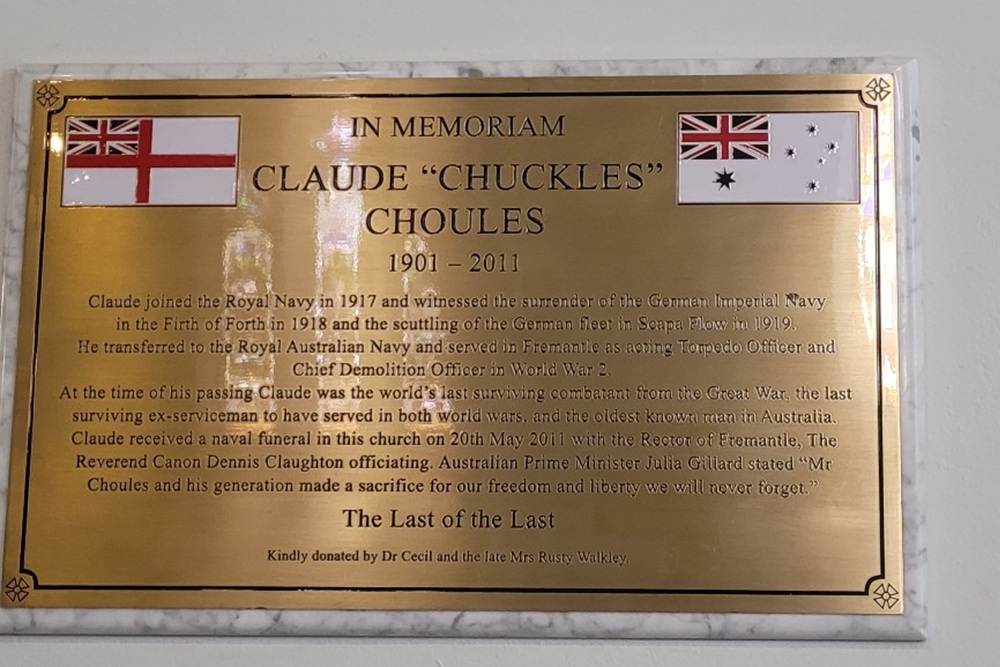 IN MEMORIAM
CLAUDE “CHUCKLES”
CHOULES
1901 – 2011
Claude joined the Royal Navy in 1917 and witnessed the surrender of the German Imperial Navy
in the Firth of Forth in 1918 and the scuttling of the German fleet in Scapa Flow in 1919.
He transferred to the Royal Australian Navy and served in Fremantle as acting Torpedo Officer and
Chief Demolition Officer in World War 2.
At the time of his passing Claude was the world’s last surviving combatant from the Great War, the last
surviving ex-serviceman to have served in both world wars, and the oldest known man in Australia.
Claude received a naval funeral in this church on 20th May 2011 with the Rector of Fremantle, The
Reverend Canon Dennis Claughton officiating. Australian Prime Minister Julia Gillard stated “Mr
Choules and his generation made a sacrifice for our freedom and liberty we will never forget.”
The Last of the Last
Kindly donated by Dr Cecil and the late Mrs Rusty Walkley.